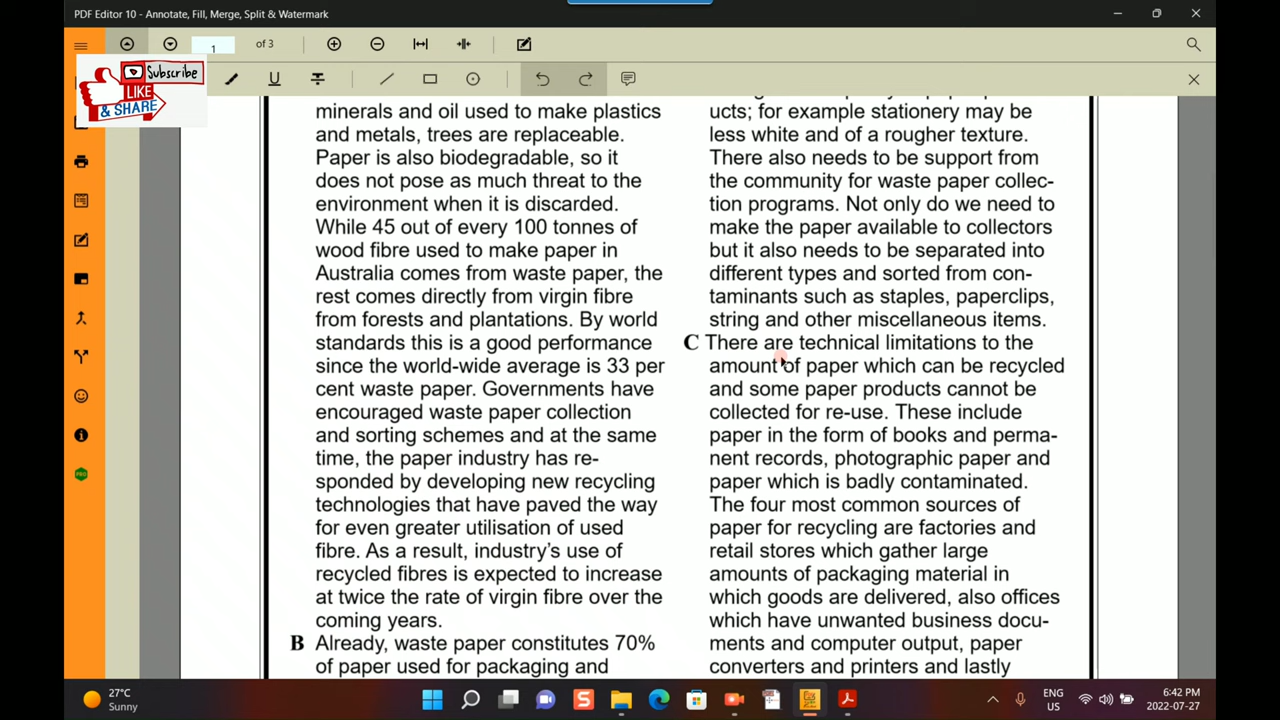 PDF Editor 10 - Annotate, Fill, Merge, Split & Watermark
1
of 3
Subscribe
LIKE
& SHARE
minerals and oil used to make plastics
and metals, trees are replaceable.
Paper is also biodegradable, so it
does not pose as much threat to the
environment when it is discarded.
While 45 out of every 100 tonnes of
wood fibre used to make paper in
Australia comes from waste paper, the
rest comes directly from virgin fibre
from forests and plantations. By world
standards this is a good performance
since the world-wide average is 33 per
cent waste paper. Governments have
encouraged waste paper collection
and sorting schemes and at the same
time, the paper industry has re-
sponded by developing new recycling
technologies that have paved the way
for even greater utilisation of used
fibre. As a result, industry's use of
recycled fibres is expected to increase
at twice the rate of virgin fibre over the
coming years.
B Already, waste paper constitutes 70%
of paper used for packaging and
ucts; for example stationery may be
less white and of a rougher texture.
There also needs to be support from
the community for waste paper collec-
tion programs. Not only do we need to
make the paper available to collectors
but it also needs to be separated into
different types and sorted from con-
taminants such as staples, paperclips,
string and other miscellaneous items.
C There are technical limitations to the
amount of paper which can be recycled
and some paper products cannot be
collected for re-use. These include
paper in the form of books and perma-
nent records, photographic paper and
paper which is badly contaminated.
The four most common sources of
paper for recycling are factories and
retail stores which gather large
amounts of packaging material in
which goods are delivered, also offices
which have unwanted business docu-
ments and computer output, paper
converters and printers and lastly
27°C
Sunny
ENG
US
6:42 PM
2022-07-27